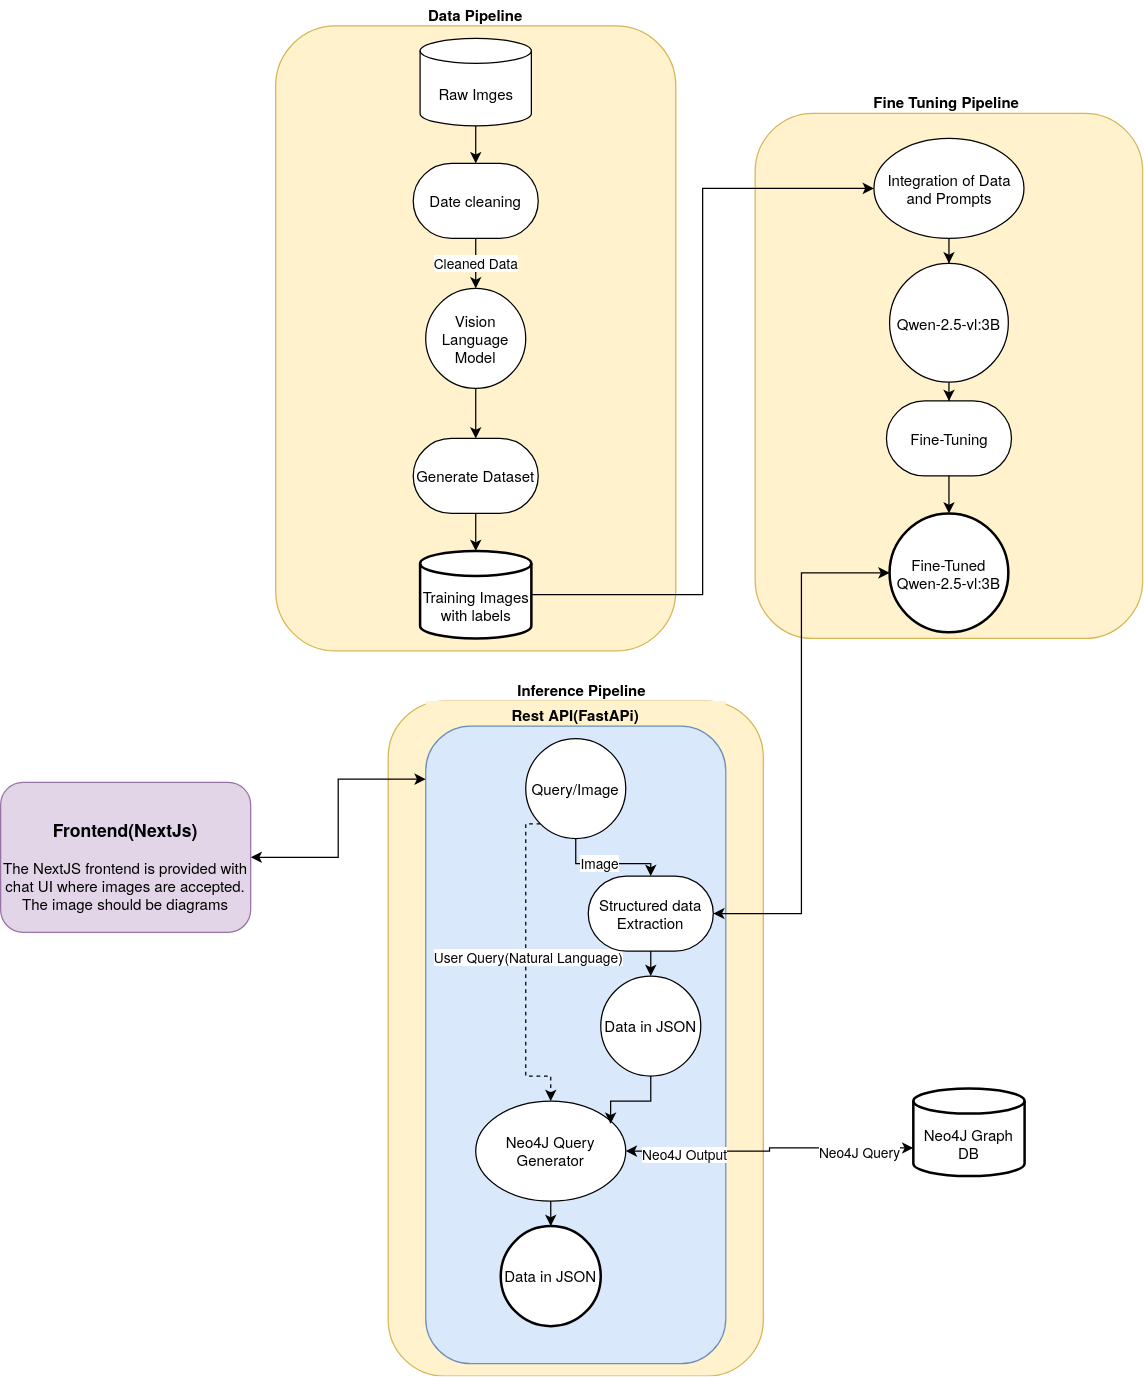 Data Pipeline
Raw Imges
Date cleaning
Cleaned Data
Vision
Language
Model
Generate Dataset
Training Images
with labels
Fine Tuning Pipeline
Integration of Data
and Prompts
Qwen-2.5-vl:3B
Fine-Tuning
Fine-Tuned
Qwen-2.5-vl:3B
Inference Pipeline
Rest API(FastAPi)
Query/Image
Image
Structured data
Extraction
User Query(Natural Language)
Data in JSON
Neo4J Query
Generator
Neo4J Output
Neo4J Query
Neo4J Graph
DB
Data in JSON
Frontend(NextJs)
The NextJS frontend is provided with
chat UI where images are accepted.
The image should be diagrams